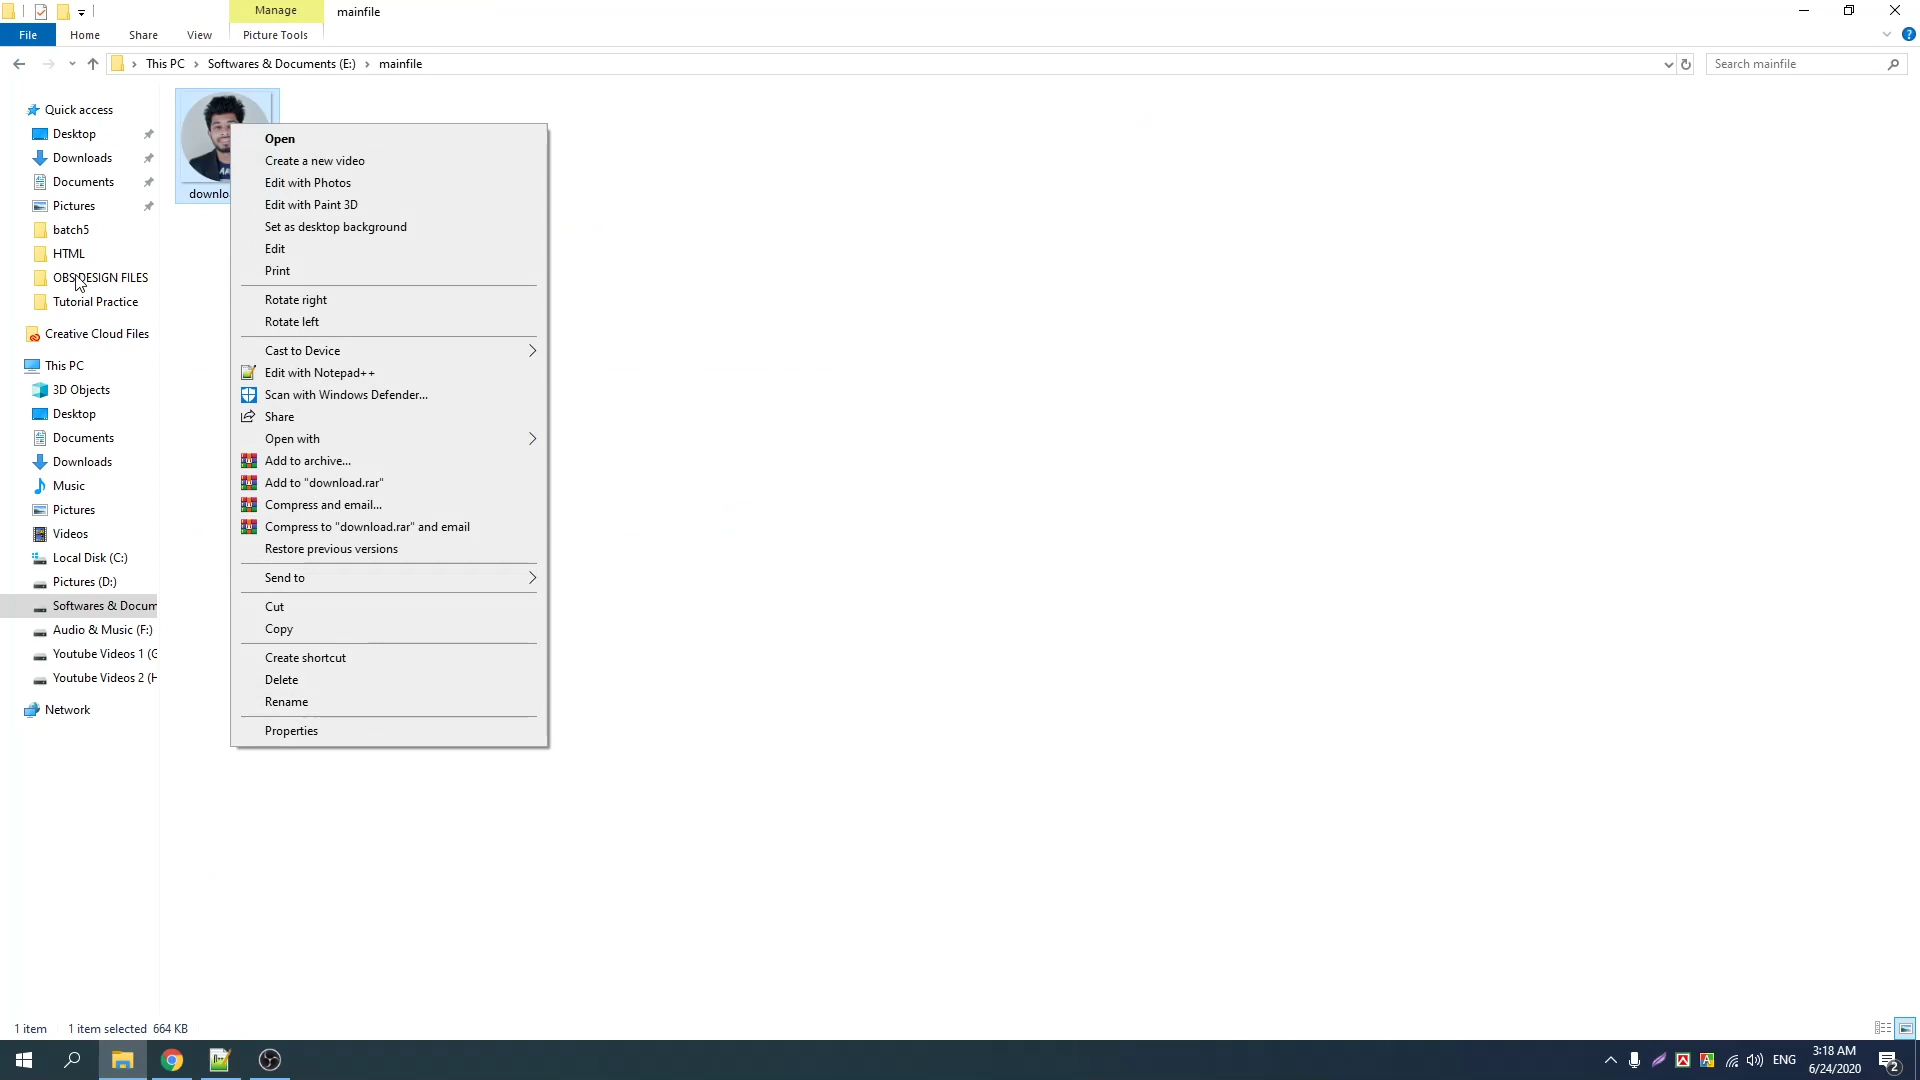 Manage
mainfile
File
Home
Share
View
Picture Tools
This PC
Softwares & Documents (E:)
mainfile
Search mainfile
Quick access
Desktop
Downloads
Documents
Pictures
batch5
HTML
OBS DESIGN FILES
Tutorial Practice
Creative Cloud Files
This PC
3D Objects
Desktop
Documents
Downloads
Music
Pictures
Videos
Local Disk (C:)
Pictures (D:)
Softwares & Docum
Audio & Music (F:)
Youtube Videos 1 (G
Youtube Videos 2 (H
Network
downlo
Open
Create a new video
Edit with Photos
Edit with Paint 3D
Set as desktop background
Edit
Print
Rotate right
Rotate left
Cast to Device
Edit with Notepad++
Scan with Windows Defender...
Share
Open with
Add to archive...
Add to "download.rar"
Compress and email...
Compress to "download.rar" and email
Restore previous versions
Send to
Cut
Copy
Create shortcut
Delete
Rename
Properties
1 item
1 item selected 664 KB
ENG
3:18 AM
6/24/2020
2